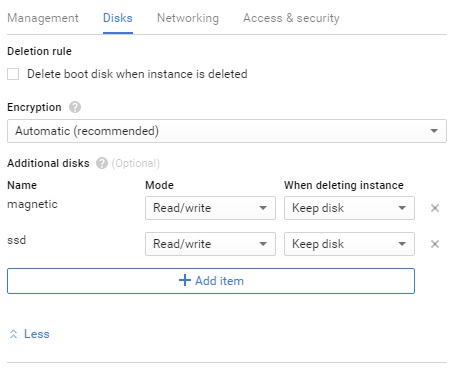 Management Disks Networking Access & security
Deletion rule
Delete boot disk when instance is deleted
Encryption ?
Automatic (recommended)
Additional disks ? (Optional)
Name Mode When deleting instance
magnetic Read/write Keep disk ×
ssd Read/write Keep disk ×
+ Add item
Less